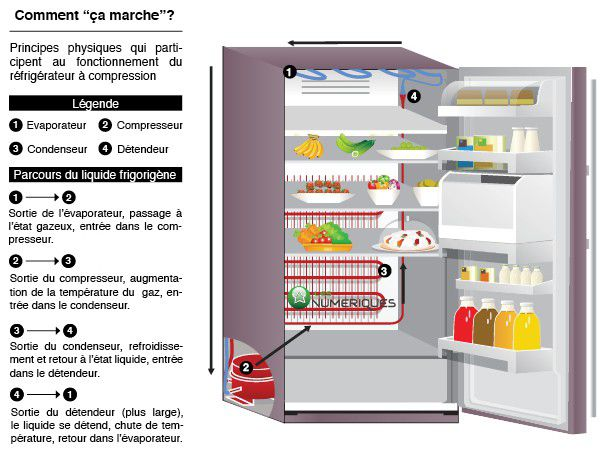 Comment “ça marche”?
Principes physiques qui parti-
cipent au fonctionnement du
réfrigérateur à compression
Légende
1 Evaporateur 2 Compresseur
3 Condenseur 4 Détendeur
Parcours du liquide frigorigène
1 → 2
Sortie de l'évaporateur, passage à
l'état gazeux, entrée dans le com-
presseur.
2 → 3
Sortie du compresseur, augmenta-
tion de la température du gaz, en-
trée dans le condenseur.
3 → 4
Sortie du condenseur, refroidisse-
ment et retour à l'état liquide, entrée
dans le détendeur.
4 → 1
Sortie du détendeur (plus large),
le liquide se détend, chute de tem-
pérature, retour dans l'évaporateur.
1
4
3
NUMERIQUES
2